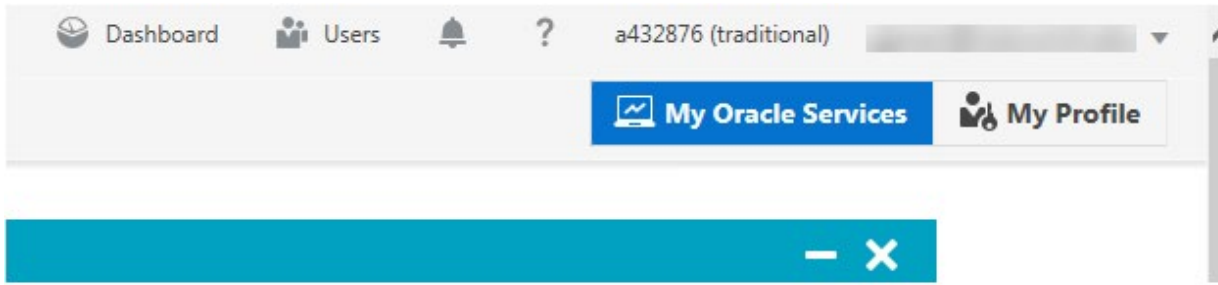 Dashboard Users ? a432876 (traditional)
My Oracle Services My Profile